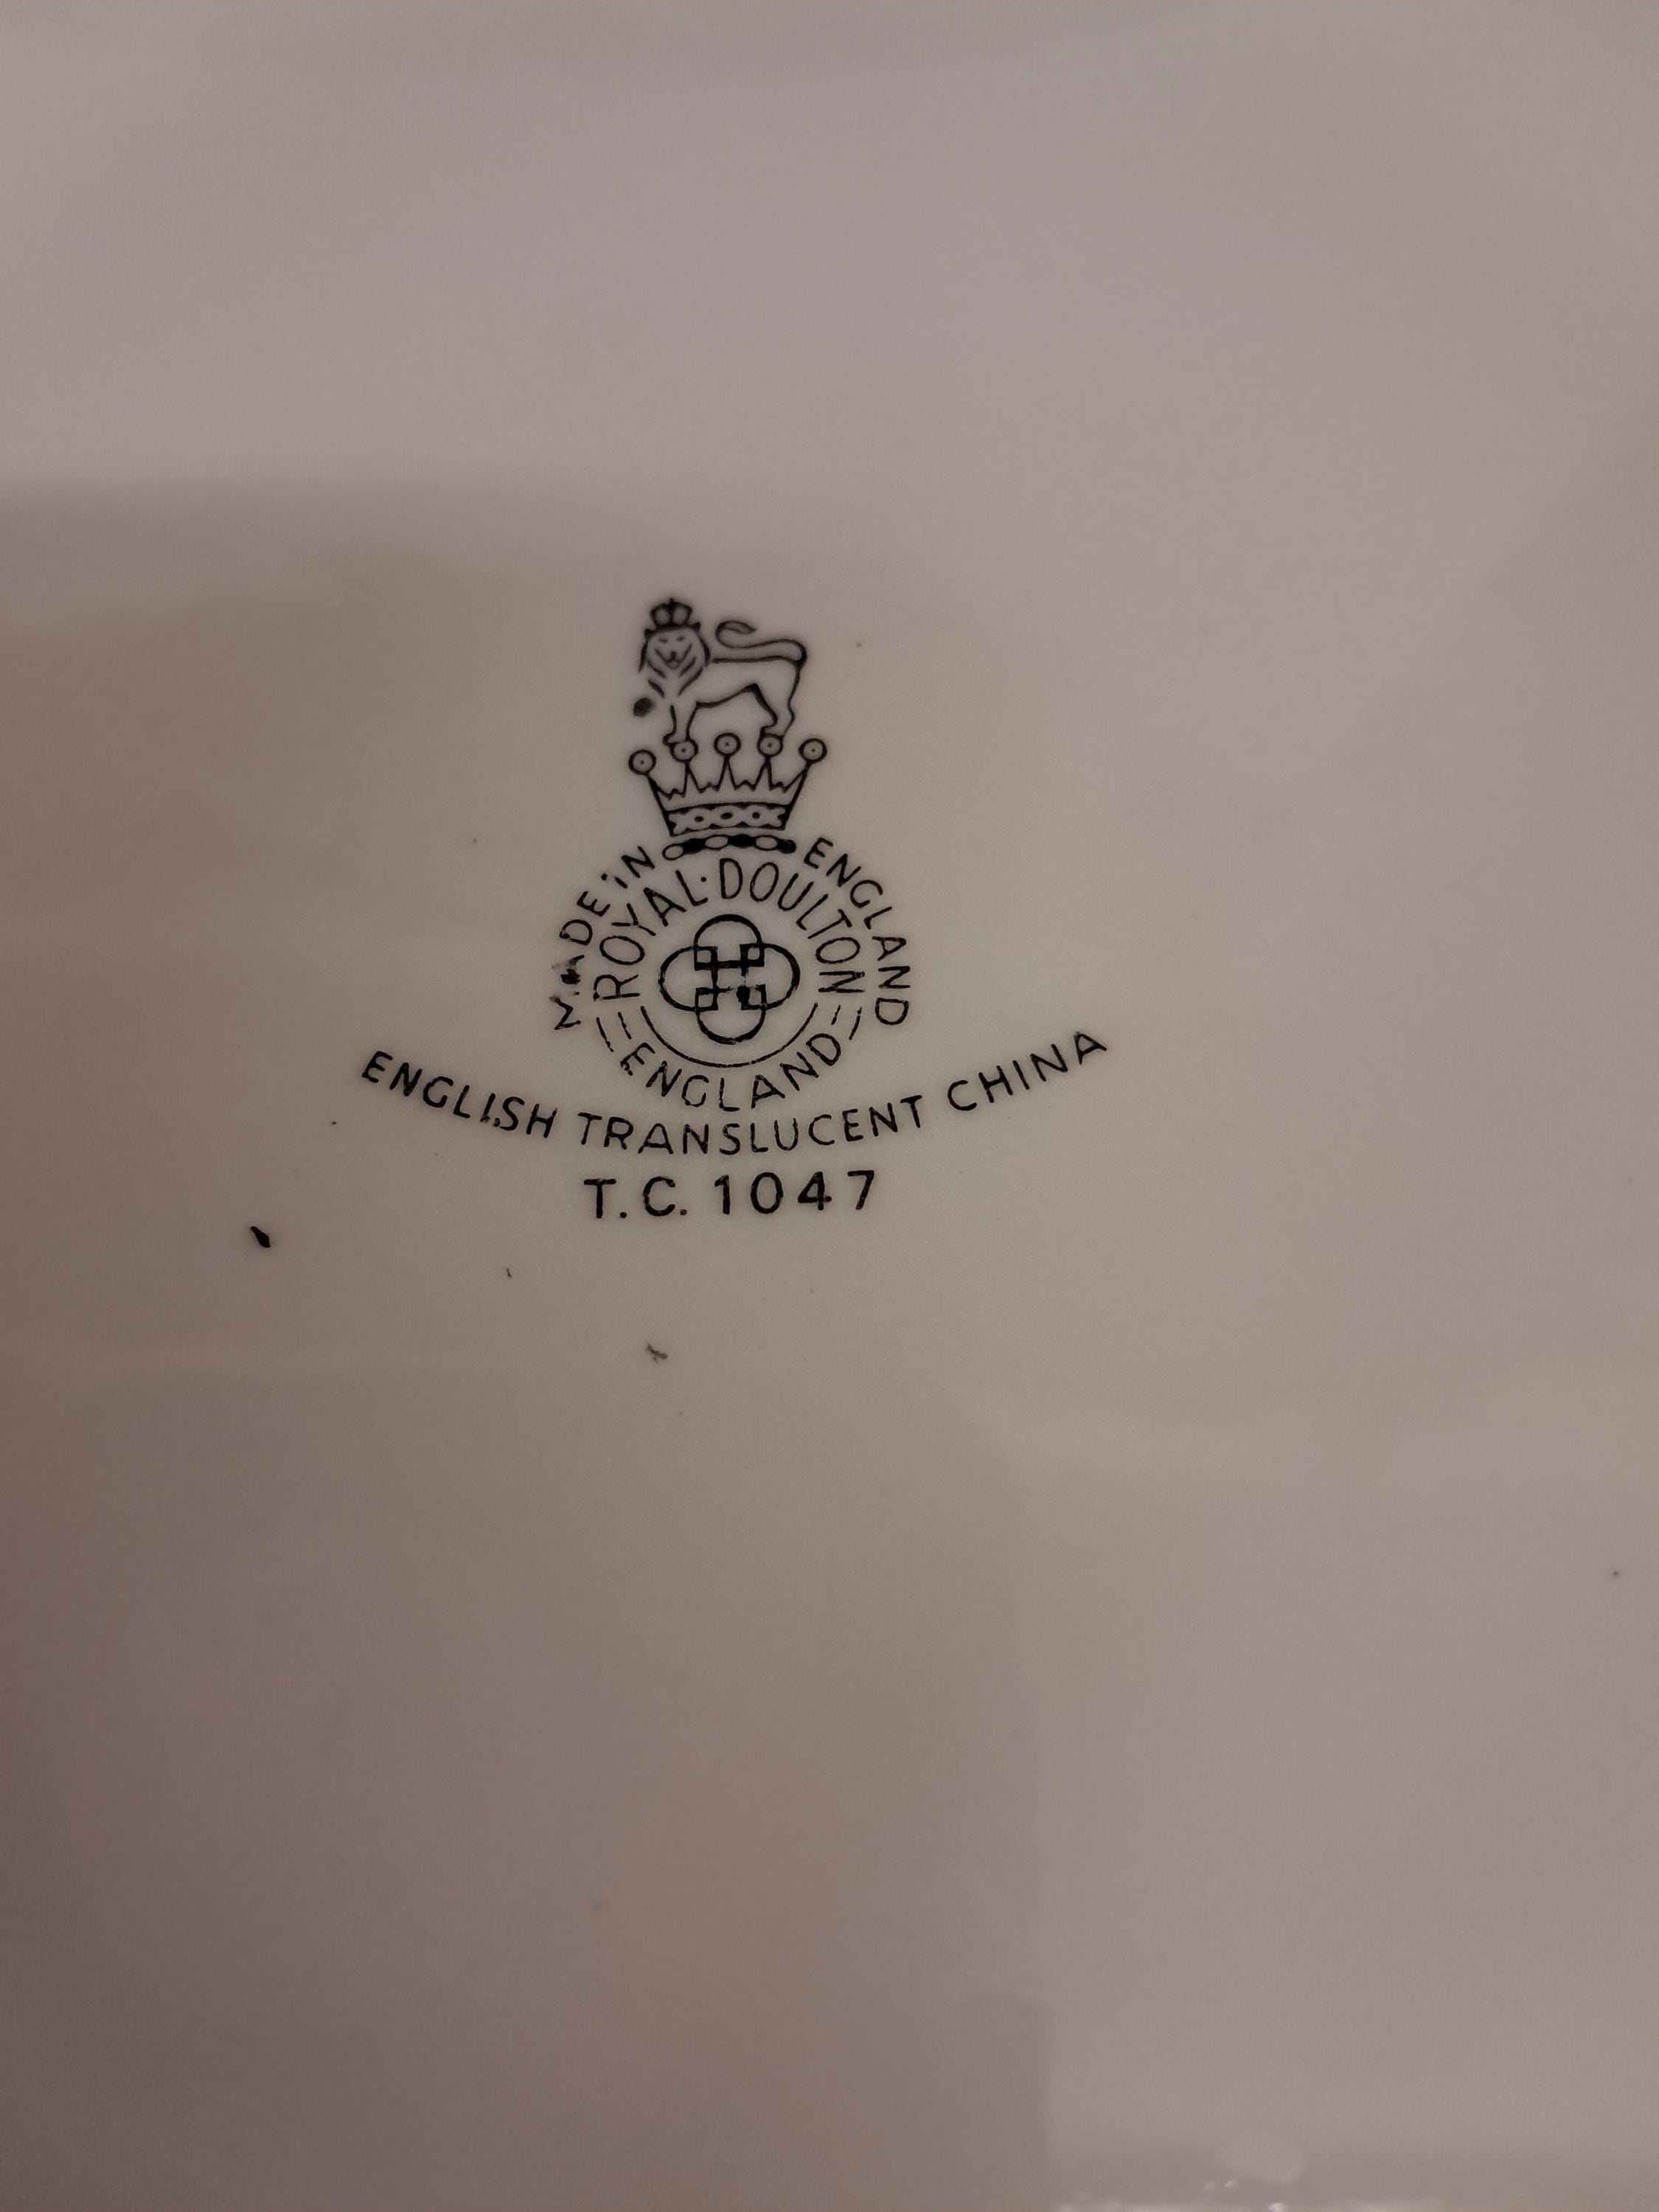 MADE IN ENGLAND
ROYAL·DOULTON
ENGLAND
ENGLISH TRANSLUCENT CHINA
T.C. 1047